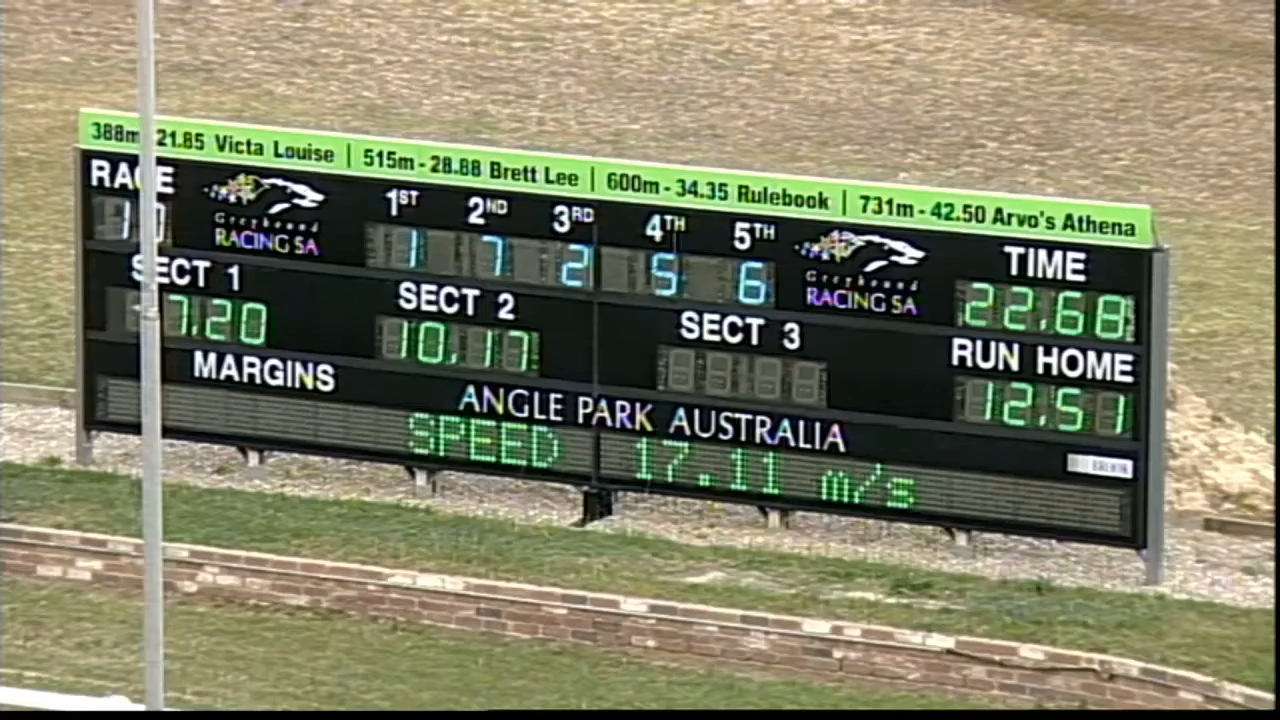 388m - 21.85 Victa Louise | 515m - 28.88 Brett Lee | 600m - 34.35 Rulebook | 731m - 42.50 Arvo's Athena
RACE 1ST 2ND 3RD 4TH 5TH TIME
1 7 2 5 6 22.68
Greyhound RACING SA Greyhound RACING SA
SECT 1 SECT 2 SECT 3 RUN HOME
7.20 10.17 12.51
MARGINS ANGLE PARK AUSTRALIA
SPEED 17.11 m/s